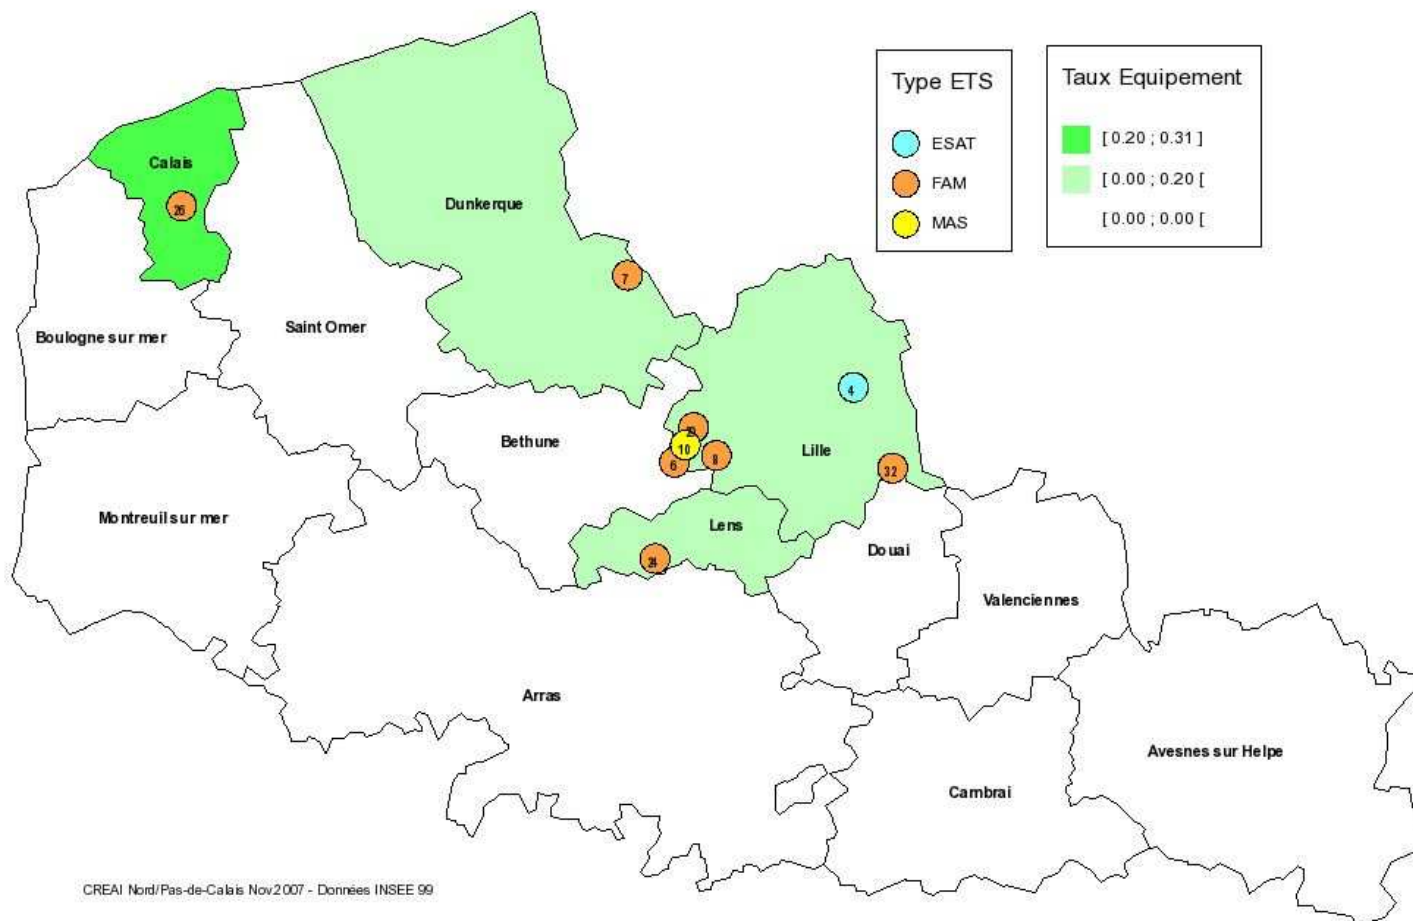 Type ETS
ESAT
FAM
MAS
Taux Equipement
[ 0.20 ; 0.31 ]
[ 0.00 ; 0.20 [
[ 0.00 ; 0.00 [
Calais
26
Dunkerque
7
Boulogne sur mer
Saint Omer
4
Bethune
10
6
8
Lille
32
Montreuil sur mer
Lens
24
Douai
Valenciennes
Arras
Avesnes sur Helpe
Cambrai
CREAI Nord/Pas-de-Calais Nov.2007 - Données INSEE 99